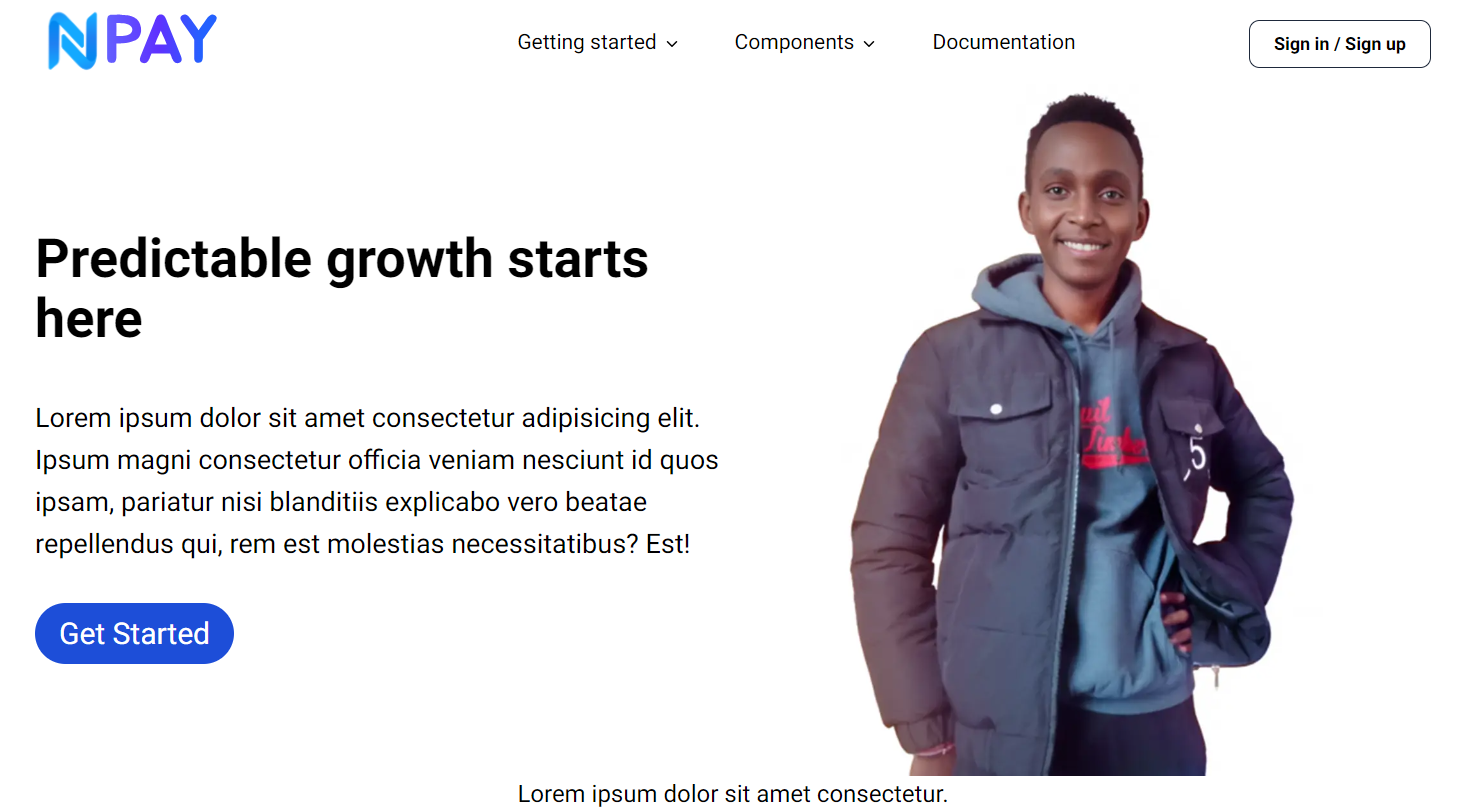 NPAY
Getting started
Components
Documentation
Sign in / Sign up
Predictable growth starts
here
Lorem ipsum dolor sit amet consectetur adipisicing elit.
Ipsum magni consectetur officia veniam nesciunt id quos
ipsam, pariatur nisi blanditiis explicabo vero beatae
repellendus qui, rem est molestias necessitatibus? Est!
Get Started
5
Lorem ipsum dolor sit amet consectetur.